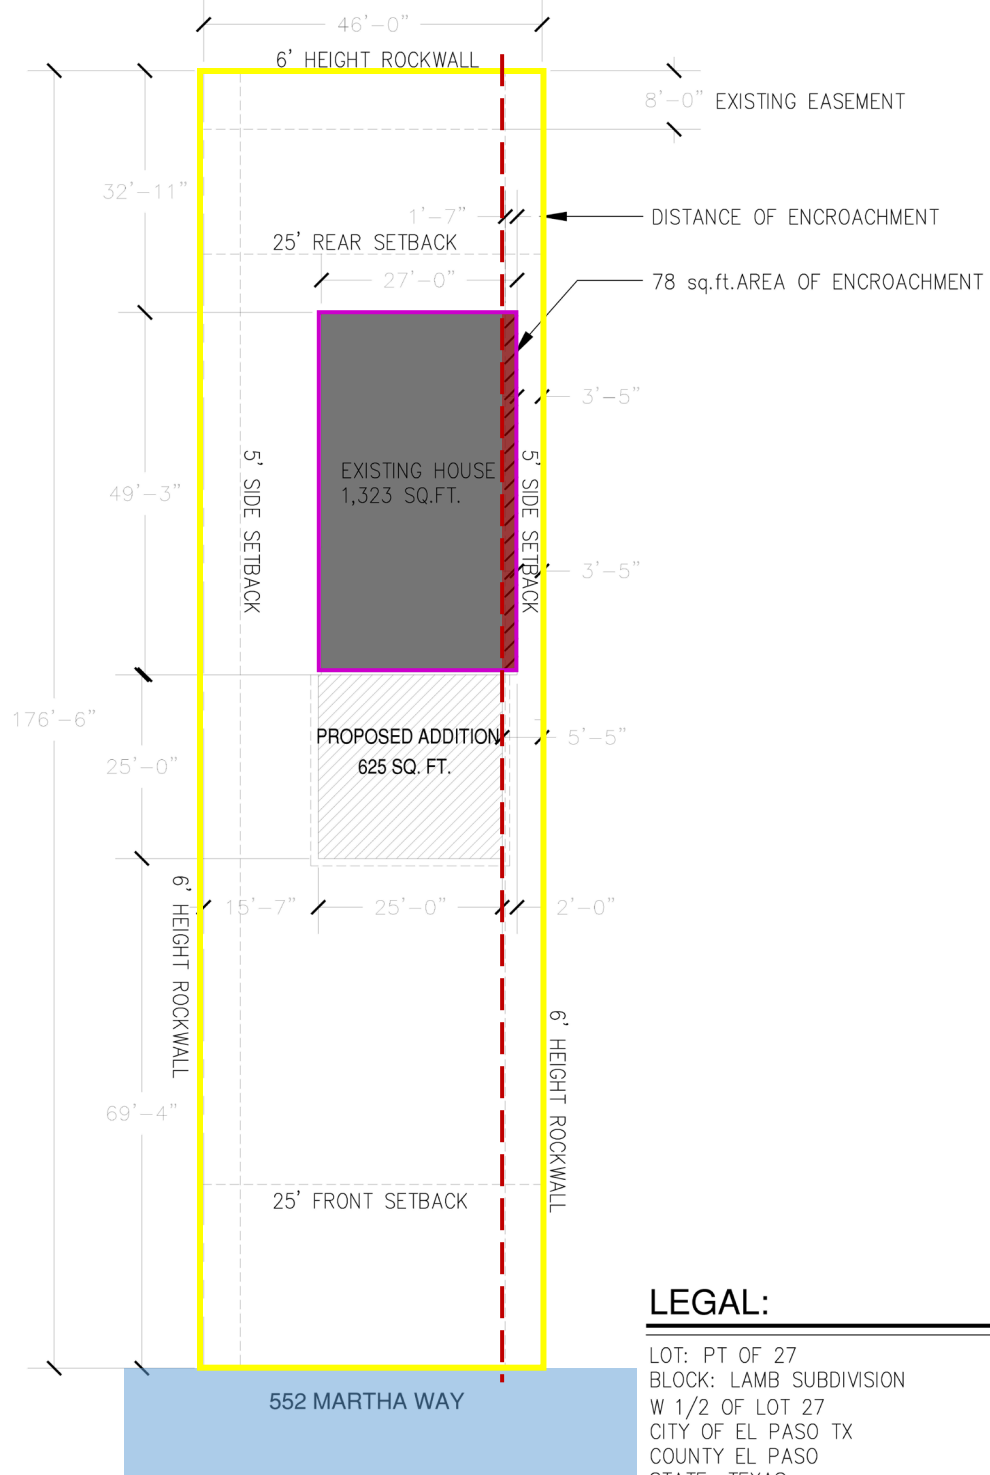 46'-0"
6' HEIGHT ROCKWALL
8'-0" EXISTING EASEMENT
32'-11"
1'-7"
DISTANCE OF ENCROACHMENT
25' REAR SETBACK
27'-0"
78 sq.ft.AREA OF ENCROACHMENT
3'-5"
5' SIDE SETBACK
5' SIDE SETBACK
EXISTING HOUSE
1,323 SQ.FT.
49'-3"
3'-5"
176'-6"
PROPOSED ADDITION
625 SQ. FT.
5'-5"
25'-0"
6' HEIGHT ROCKWALL
15'-7"
25'-0"
2'-0"
6' HEIGHT ROCKWALL
69'-4"
25' FRONT SETBACK
552 MARTHA WAY
LEGAL:
LOT: PT OF 27
BLOCK: LAMB SUBDIVISION
W 1/2 OF LOT 27
CITY OF EL PASO TX
COUNTY EL PASO
STATE: TEXAS